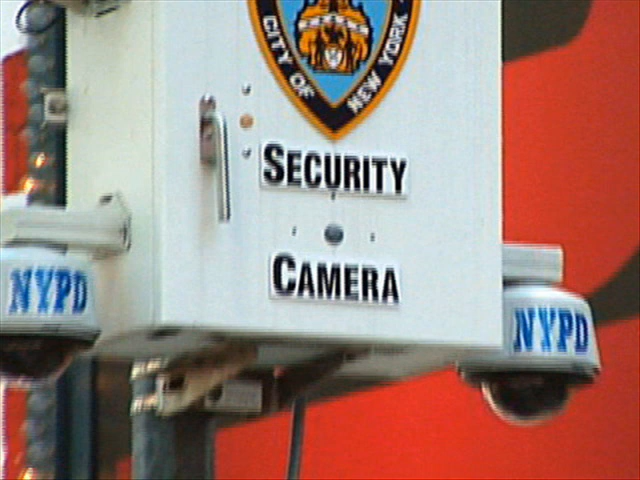 CITY OF NEW YORK
SECURITY
CAMERA
NYPD
NYPD